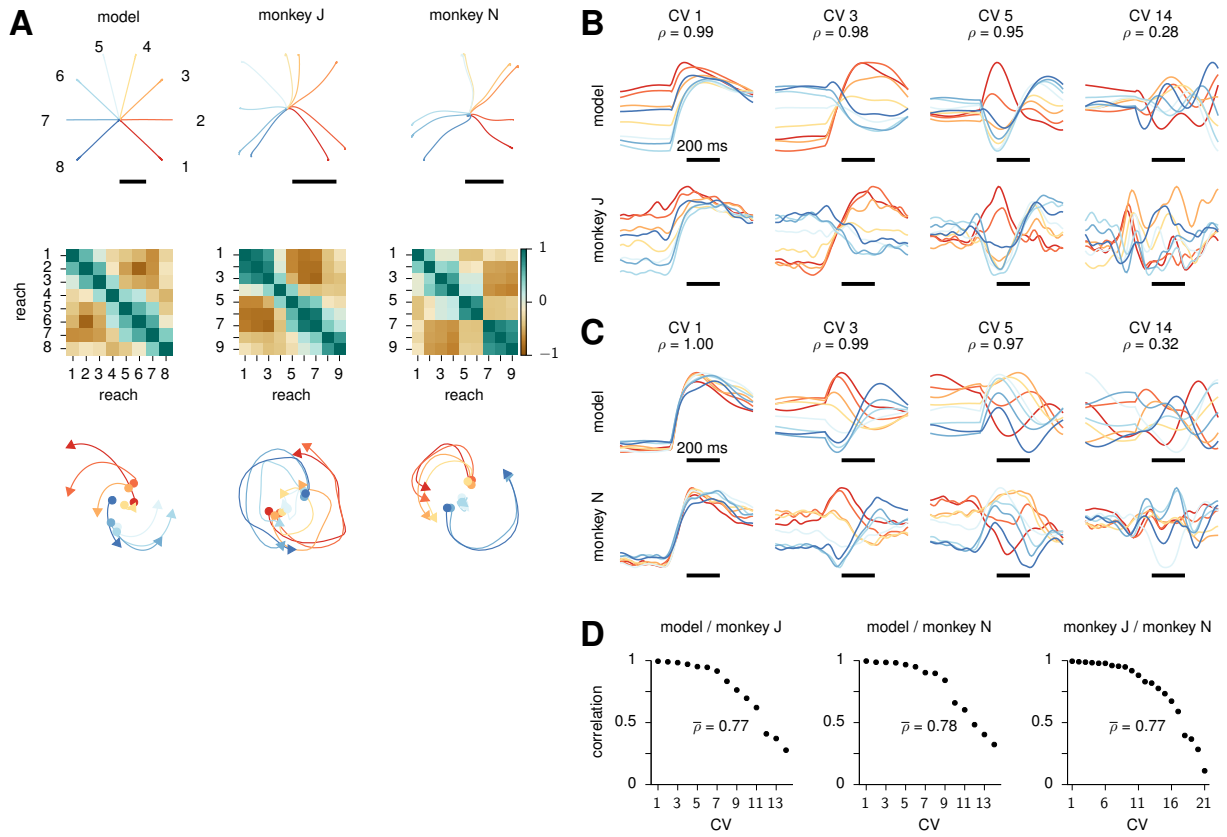 A
model
monkey J
monkey N
5
4
6
3
7
2
8
1
reach
1
2
3
4
5
6
7
8
1 2 3 4 5 6 7 8
reach
1
3
5
7
9
1 3 5 7 9
reach
1
3
5
7
9
1 3 5 7 9
reach
1
0
−1
B
CV 1
ρ = 0.99
CV 3
ρ = 0.98
CV 5
ρ = 0.95
CV 14
ρ = 0.28
model
200 ms
monkey J
C
CV 1
ρ = 1.00
CV 3
ρ = 0.99
CV 5
ρ = 0.97
CV 14
ρ = 0.32
model
200 ms
monkey N
D
model / monkey J
model / monkey N
monkey J / monkey N
correlation
1
0.5
0
ρ̅ = 0.77
1 3 5 7 9 11 13
CV
1
0.5
0
ρ̅ = 0.78
1 3 5 7 9 11 13
CV
1
0.5
0
ρ̅ = 0.77
1 6 11 16 21
CV